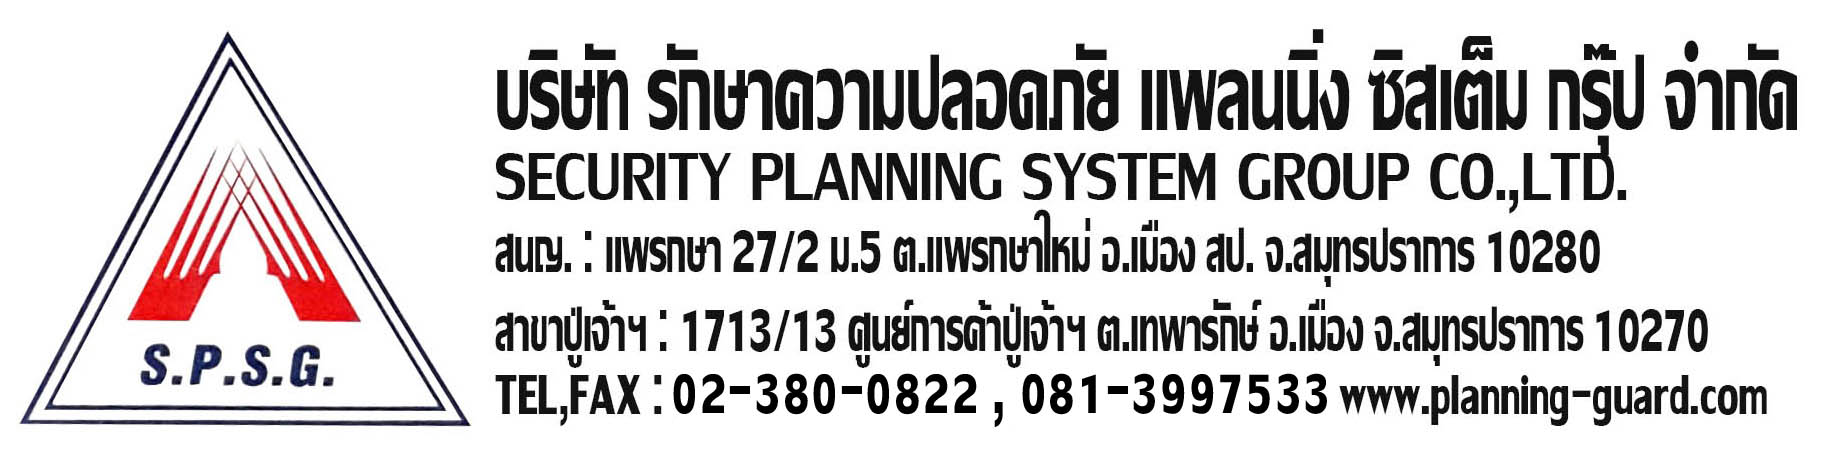 S.P.S.G.
บริษัท รักษาความปลอดภัย แพลนนิ่ง ซิสเต็ม กรุ๊ป จำกัด
SECURITY PLANNING SYSTEM GROUP CO.,LTD.
สนญ. : แพรกษา 27/2 ม.5 ต.แพรกษาใหม่ อ.เมือง สป. จ.สมุทรปราการ 10280
สาขาปู่เจ้าฯ : 1713/13 ศูนย์การค้าปู่เจ้าฯ ต.เทพารักษ์ อ.เมือง จ.สมุทรปราการ 10270
TEL,FAX : 02-380-0822 , 081-3997533 www.planning-guard.com